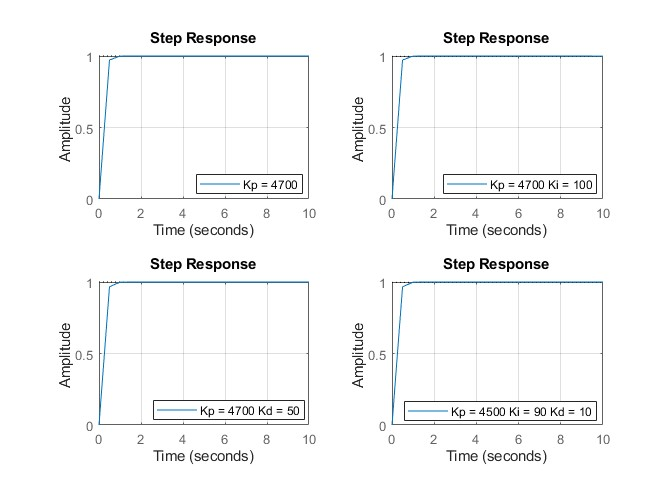 Step Response
Amplitude
1
0.5
0
Kp = 4700
0 2 4 6 8 10
Time (seconds)
Step Response
Amplitude
1
0.5
0
Kp = 4700 Ki = 100
0 2 4 6 8 10
Time (seconds)
Step Response
Amplitude
1
0.5
0
Kp = 4700 Kd = 50
0 2 4 6 8 10
Time (seconds)
Step Response
Amplitude
1
0.5
0
Kp = 4500 Ki = 90 Kd = 10
0 2 4 6 8 10
Time (seconds)